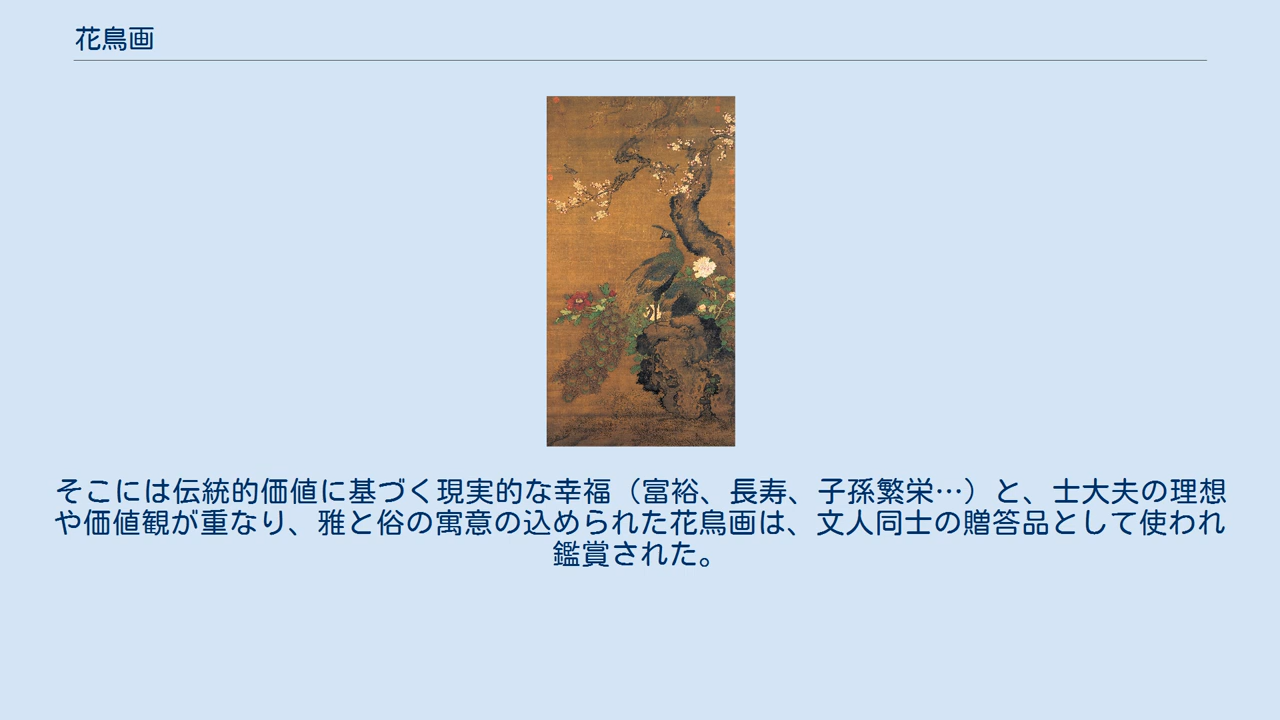 花鳥画
そこには伝統的価値に基づく現実的な幸福（富裕、長寿、子孫繁栄…）と、士大夫の理想
や価値観が重なり、雅と俗の寓意の込められた花鳥画は、文人同士の贈答品として使われ
鑑賞された。